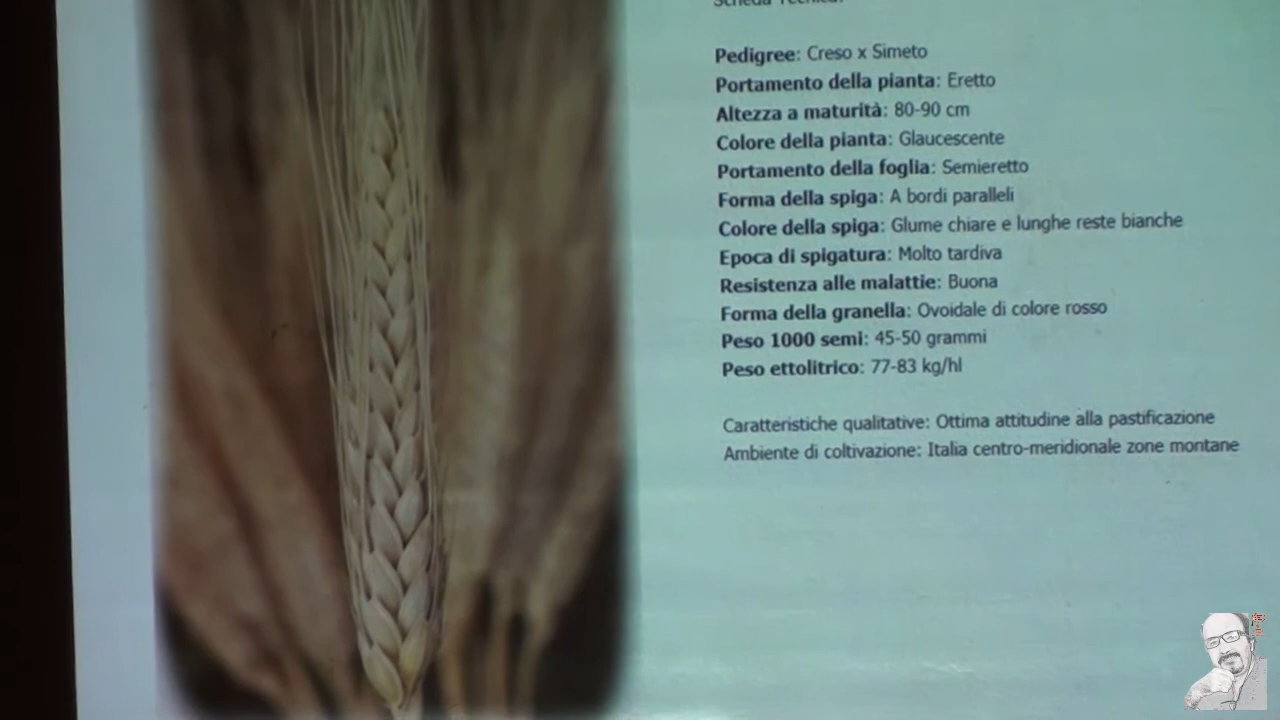 Scheda Tecnica:
Pedigree: Creso x Simeto
Portamento della pianta: Eretto
Altezza a maturità: 80-90 cm
Colore della pianta: Glaucescente
Portamento della foglia: Semieretto
Forma della spiga: A bordi paralleli
Colore della spiga: Glume chiare e lunghe reste bianche
Epoca di spigatura: Molto tardiva
Resistenza alle malattie: Buona
Forma della granella: Ovoidale di colore rosso
Peso 1000 semi: 45-50 grammi
Peso ettolitrico: 77-83 kg/hl
Caratteristiche qualitative: Ottima attitudine alla pastificazione
Ambiente di coltivazione: Italia centro-meridionale zone montane